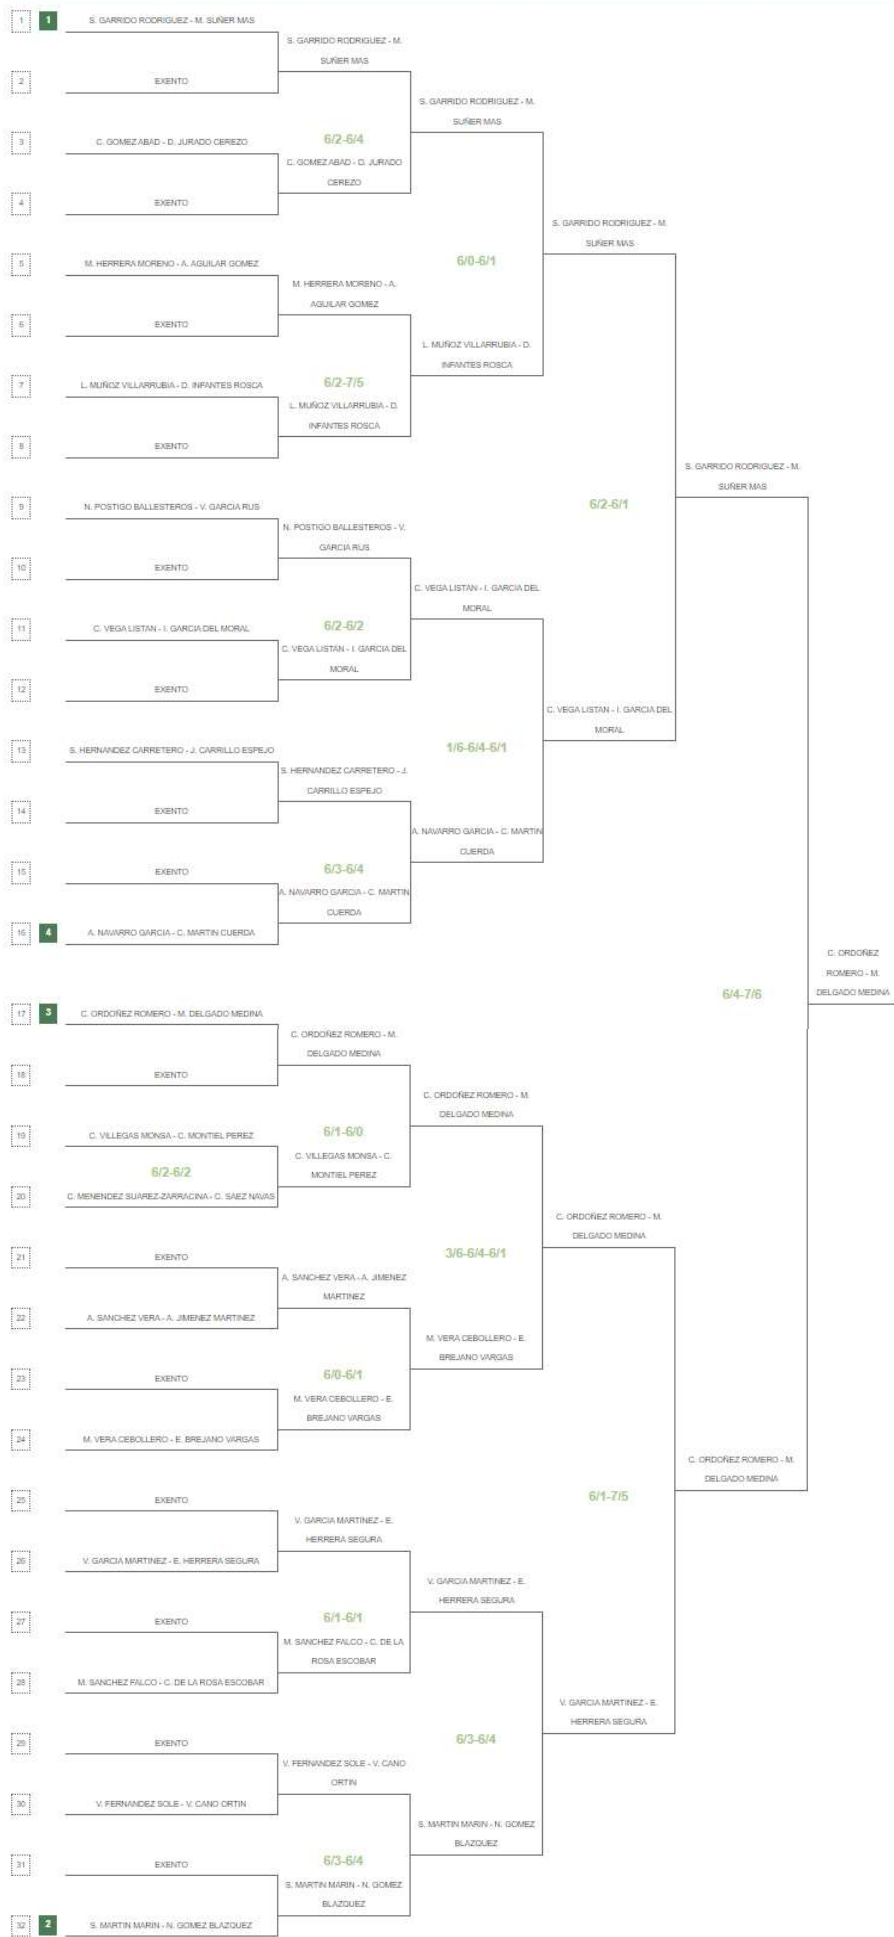 1 1 S. GARRIDO RODRIGUEZ - M. SUÑER MAS
S. GARRIDO RODRIGUEZ - M.
SUÑER MAS
2 EXENTO
S. GARRIDO RODRIGUEZ - M.
SUÑER MAS
3 C. GOMEZ ABAD - D. JURADO CEREZO
6/2-6/4
C. GOMEZ ABAD - D. JURADO
CEREZO
4 EXENTO
S. GARRIDO RODRIGUEZ - M.
SUÑER MAS
5 M. HERRERA MORENO - A. AGUILAR GOMEZ
6/0-6/1
M. HERRERA MORENO - A.
AGUILAR GOMEZ
6 EXENTO
L. MUÑOZ VILLARRUBIA - D.
INFANTES ROSCA
7 L. MUÑOZ VILLARRUBIA - D. INFANTES ROSCA
6/2-7/5
L. MUÑOZ VILLARRUBIA - D.
INFANTES ROSCA
8 EXENTO
S. GARRIDO RODRIGUEZ - M.
SUÑER MAS
9 N. POSTIGO BALLESTEROS - V. GARCIA RUS
6/2-6/1
N. POSTIGO BALLESTEROS - V.
GARCIA RUS
10 EXENTO
C. VEGA LISTAN - I. GARCIA DEL
MORAL
11 C. VEGA LISTAN - I. GARCIA DEL MORAL
6/2-6/2
C. VEGA LISTAN - I. GARCIA DEL
MORAL
12 EXENTO
C. VEGA LISTAN - I. GARCIA DEL
MORAL
13 S. HERNANDEZ CARRETERO - J. CARRILLO ESPEJO
1/6-6/4-6/1
S. HERNANDEZ CARRETERO - J.
CARRILLO ESPEJO
14 EXENTO
A. NAVARRO GARCIA - C. MARTIN
CUERDA
15 EXENTO
6/3-6/4
A. NAVARRO GARCIA - C. MARTIN
CUERDA
16 4 A. NAVARRO GARCIA - C. MARTIN CUERDA
C. ORDOÑEZ
ROMERO - M.
DELGADO MEDINA
6/4-7/6
17 3 C. ORDOÑEZ ROMERO - M. DELGADO MEDINA
C. ORDOÑEZ ROMERO - M.
DELGADO MEDINA
18 EXENTO
C. ORDOÑEZ ROMERO - M.
DELGADO MEDINA
19 C. VILLEGAS MONSA - C. MONTIEL PEREZ
6/1-6/0
C. VILLEGAS MONSA - C.
MONTIEL PEREZ
6/2-6/2
20 C. MENENDEZ SUAREZ-ZARRACINA - C. SAEZ NAVAS
C. ORDOÑEZ ROMERO - M.
DELGADO MEDINA
21 EXENTO
3/6-6/4-6/1
A. SANCHEZ VERA - A. JIMENEZ
MARTINEZ
22 A. SANCHEZ VERA - A. JIMENEZ MARTINEZ
M. VERA CEBOLLERO - E.
BREJANO VARGAS
23 EXENTO
6/0-6/1
M. VERA CEBOLLERO - E.
BREJANO VARGAS
24 M. VERA CEBOLLERO - E. BREJANO VARGAS
C. ORDOÑEZ ROMERO - M.
DELGADO MEDINA
25 EXENTO
6/1-7/5
V. GARCIA MARTINEZ - E.
HERRERA SEGURA
26 V. GARCIA MARTINEZ - E. HERRERA SEGURA
V. GARCIA MARTINEZ - E.
HERRERA SEGURA
27 EXENTO
6/1-6/1
M. SANCHEZ FALCO - C. DE LA
ROSA ESCOBAR
28 M. SANCHEZ FALCO - C. DE LA ROSA ESCOBAR
V. GARCIA MARTINEZ - E.
HERRERA SEGURA
29 EXENTO
6/3-6/4
V. FERNANDEZ SOLE - V. CANO
ORTIN
30 V. FERNANDEZ SOLE - V. CANO ORTIN
S. MARTIN MARIN - N. GOMEZ
BLAZQUEZ
31 EXENTO
6/3-6/4
S. MARTIN MARIN - N. GOMEZ
BLAZQUEZ
32 2 S. MARTIN MARIN - N. GOMEZ BLAZQUEZ